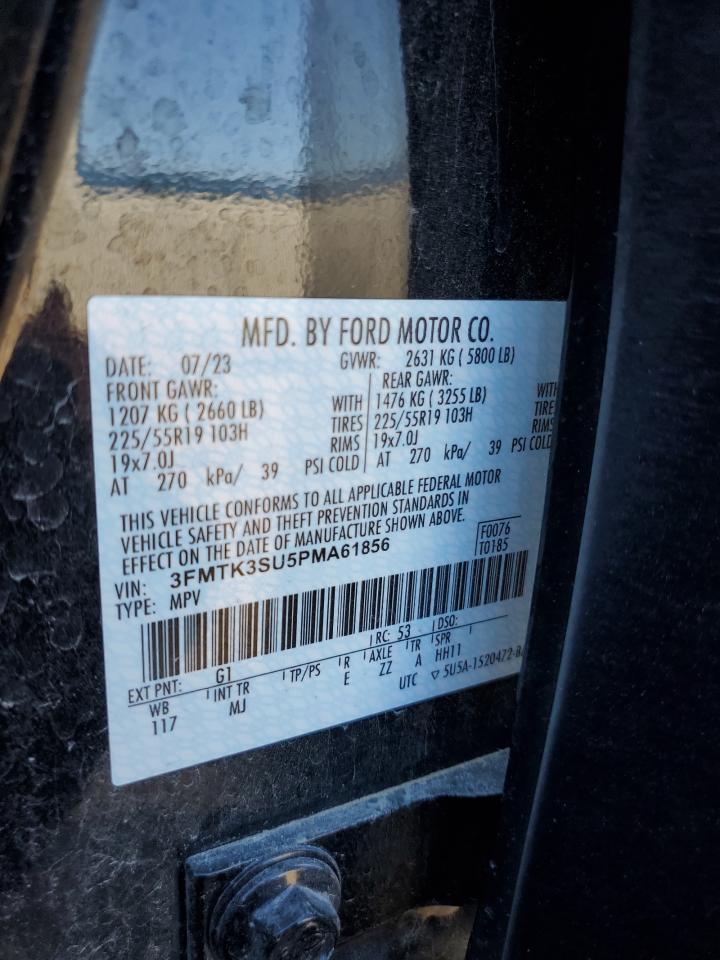 MFD. BY FORD MOTOR CO.
DATE: 07/23 GVWR: 2631 KG ( 5800 LB)
FRONT GAWR: REAR GAWR:
1207 KG ( 2660 LB) WITH 1476 KG ( 3255 LB) WITH
225/55R19 103H TIRES 225/55R19 103H TIRES
19x7.0J RIMS 19x7.0J RIMS
AT 270 kPa/ 39 PSI COLD AT 270 kPa/ 39 PSI COLD
THIS VEHICLE CONFORMS TO ALL APPLICABLE FEDERAL MOTOR
VEHICLE SAFETY AND THEFT PREVENTION STANDARDS IN
EFFECT ON THE DATE OF MANUFACTURE SHOWN ABOVE.
F0076
T0185
VIN: 3FMTK3SU5PMA61856
TYPE: MPV
EXT PNT: G1 RC: 53 DSO:
WB INT TR TP/PS R AXLE TR SPR
117 MJ E ZZ A HH11
UTC ▽ 5U5A-1520472-B